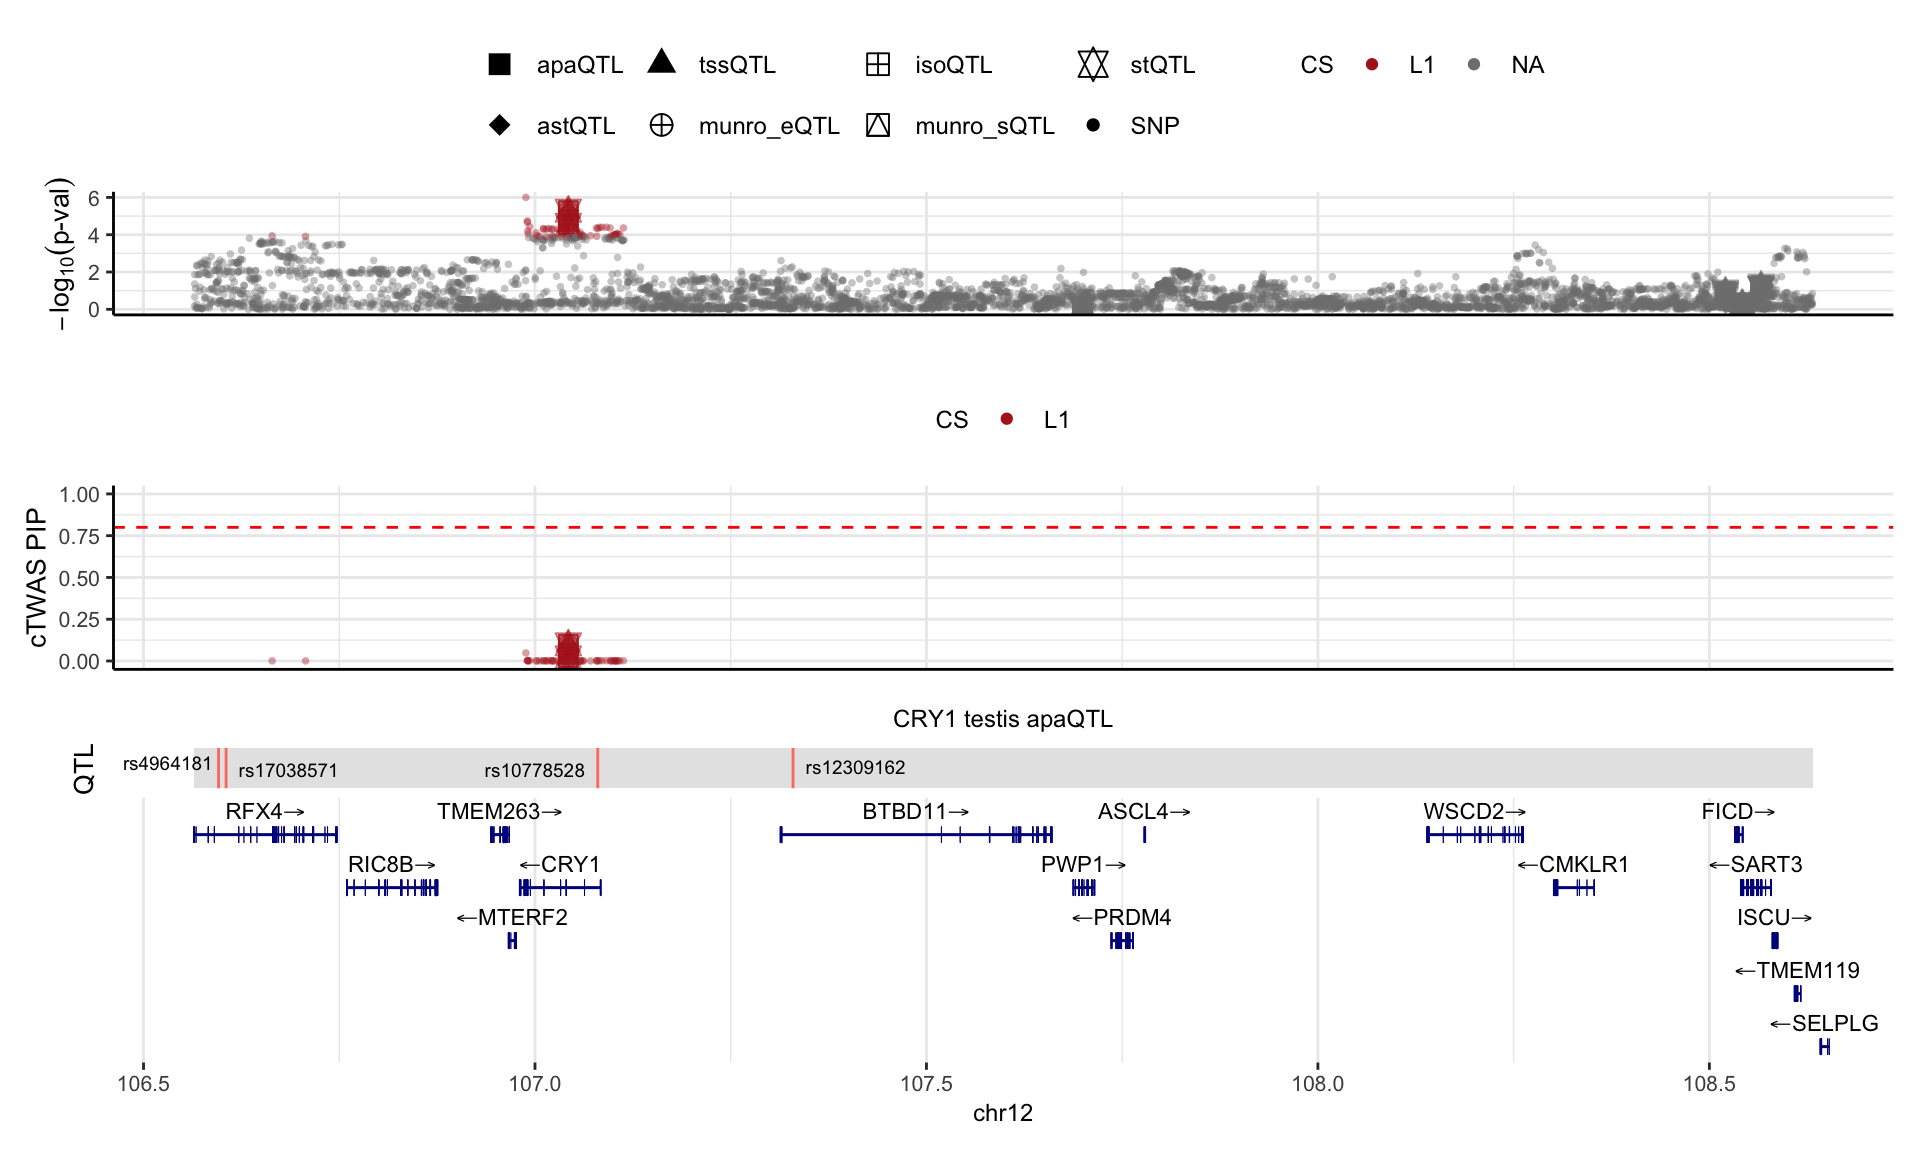 apaQTL tssQTL isoQTL stQTL CS L1 NA
astQTL munro_eQTL munro_sQTL SNP
−log10(p-val)
6
4
2
0
CS L1
cTWAS PIP
1.00
0.75
0.50
0.25
0.00
CRY1 testis apaQTL
QTL
rs4964181 rs17038571 rs10778528 rs12309162
RFX4→ TMEM263→ BTBD11→ ASCL4→ WSCD2→ FICD→
RIC8B→ ←CRY1 PWP1→ ←CMKLR1 ←SART3
←MTERF2 ←PRDM4 ISCU→
←TMEM119
←SELPLG
106.5 107.0 107.5 108.0 108.5
chr12